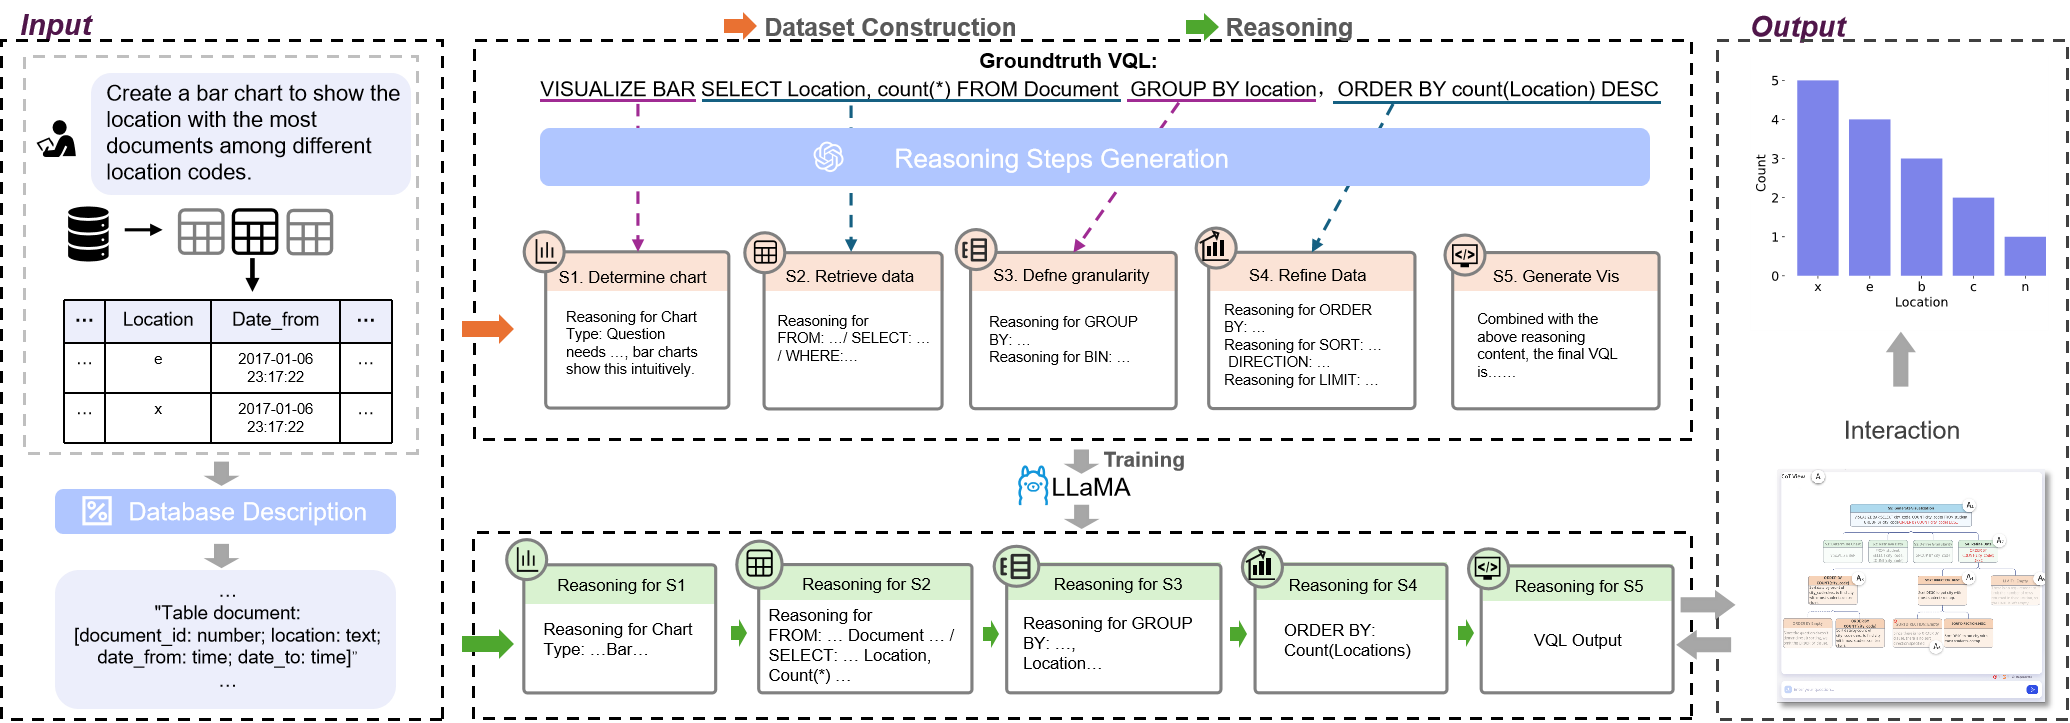 Input
Create a bar chart to show the
location with the most
documents among different
location codes.
... Location Date_from ...
... e 2017-01-06
23:17:22 ...
... x 2017-01-06
23:17:22 ...
Database Description
...
"Table document:
[document_id: number; location: text;
date_from: time; date_to: time]"
...
Dataset Construction
Reasoning
Groundtruth VQL:
VISUALIZE BAR SELECT Location, count(*) FROM Document GROUP BY location, ORDER BY count(Location) DESC
Reasoning Steps Generation
S1. Determine chart
Reasoning for Chart
Type: Question
needs ..., bar charts
show this intuitively.
S2. Retrieve data
Reasoning for
FROM: .../ SELECT: ...
/ WHERE:...
S3. Defne granularity
Reasoning for GROUP
BY: ...
Reasoning for BIN: ...
S4. Refine Data
Reasoning for ORDER
BY: ...
Reasoning for SORT: ...
DIRECTION: ...
Reasoning for LIMIT: ...
S5. Generate Vis
Combined with the
above reasoning
content, the final VQL
is......
Training
LLaMA
Reasoning for S1
Reasoning for Chart
Type: ...Bar...
Reasoning for S2
Reasoning for
FROM: ... Document ... /
SELECT: ... Location,
Count(*) ...
Reasoning for S3
Reasoning for GROUP
BY: ...,
Location...
Reasoning for S4
ORDER BY:
Count(Locations)
Reasoning for S5
VQL Output
Output
5
4
3
2
1
0
Count
x e b c n
Location
Interaction
CoT View A